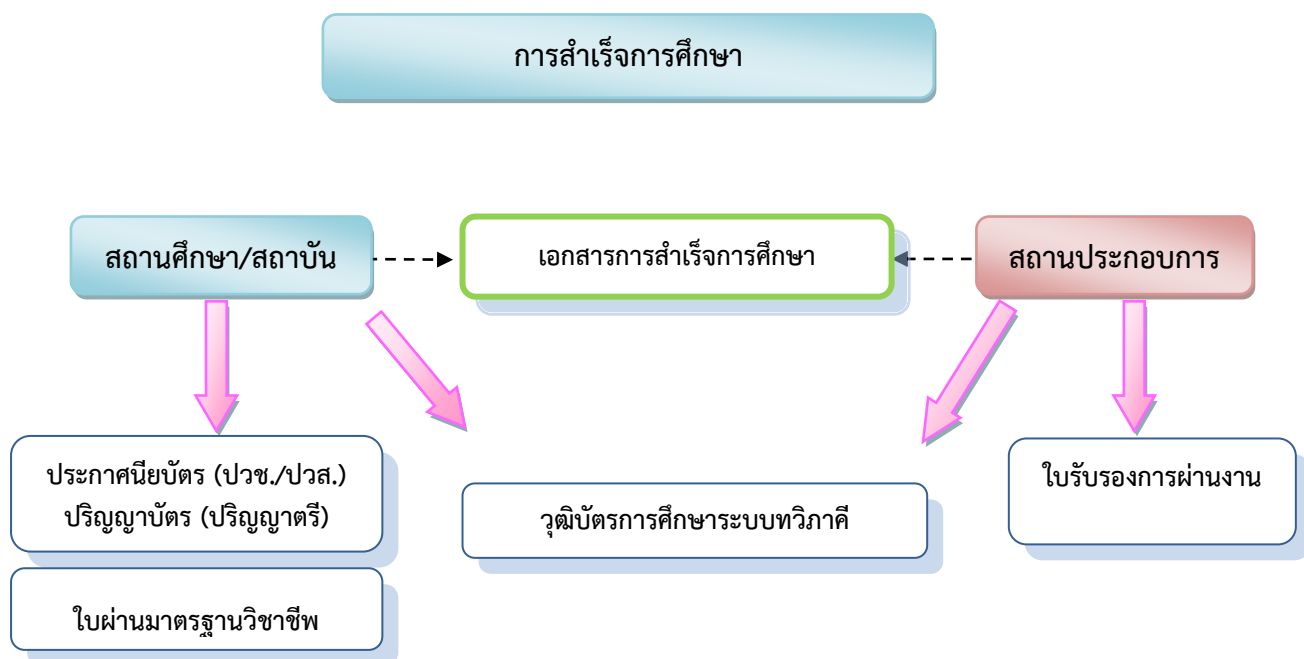 การสำเร็จการศึกษา
สถานศึกษา/สถาบัน
เอกสารการสำเร็จการศึกษา
สถานประกอบการ
ประกาศนียบัตร (ปวช./ปวส.)
ปริญญาบัตร (ปริญญาตรี)
วุฒิบัตรการศึกษาระบบทวิภาคี
ใบรับรองการผ่านงาน
ใบผ่านมาตรฐานวิชาชีพ